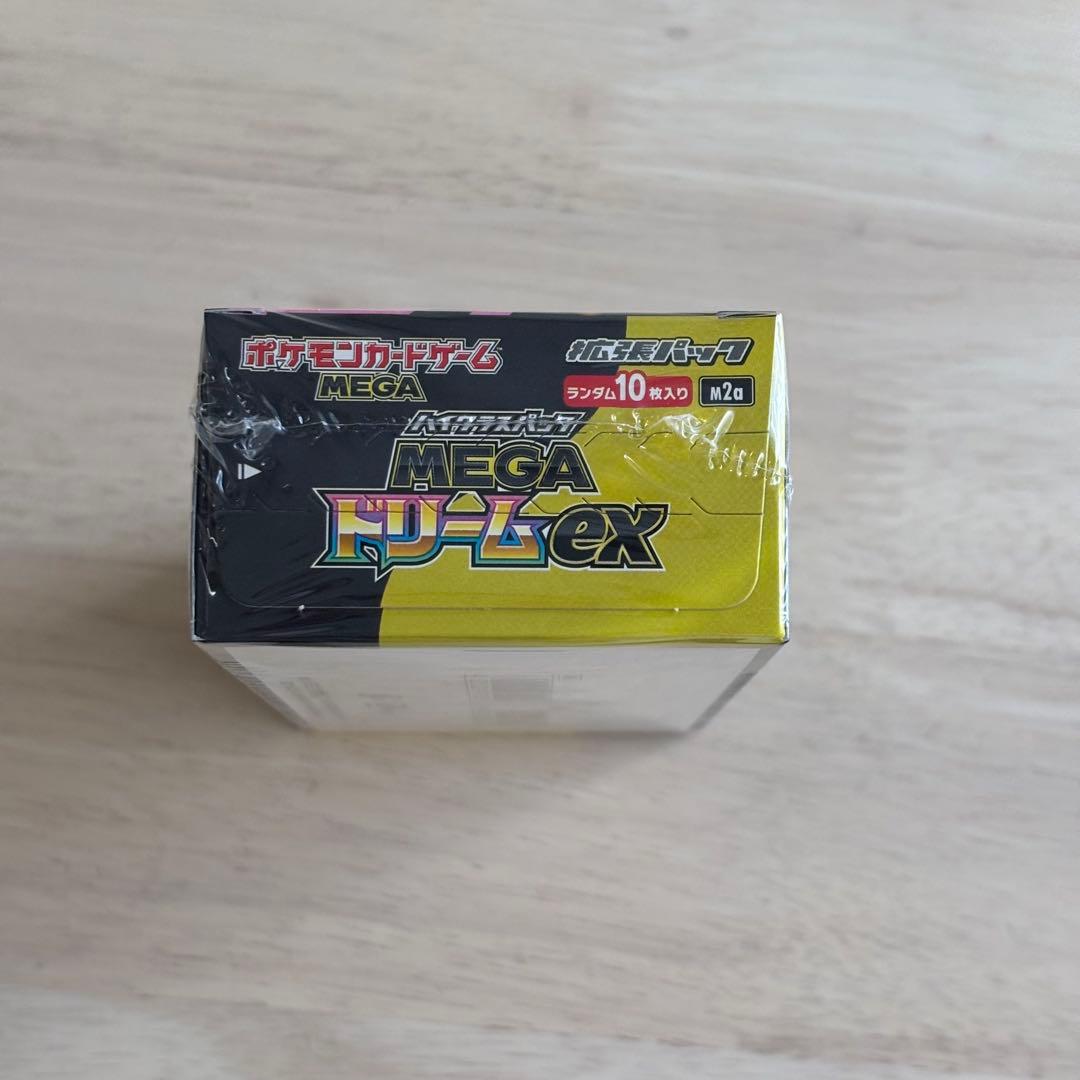 ポケモンカードゲーム
MEGA
拡張パック
ランダム10枚入り
M2a
ハイクラスパック
MEGA
ドリームex